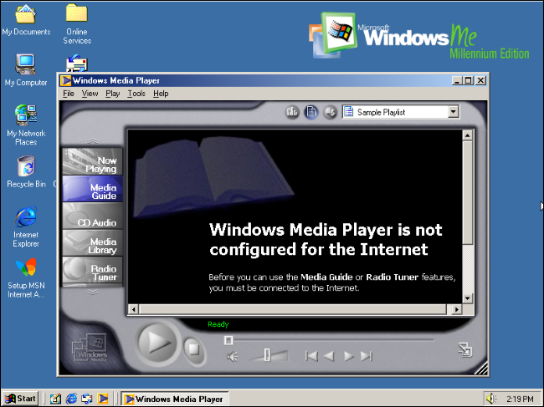 My Documents
Online
Services
Microsoft
Windows Me
Millennium Edition
My Computer
My Network
Places
Recycle Bin
Internet
Explorer
Setup MSN
Internet A...
Windows Media Player
File View Play Tools Help
Sample Playlist
Now
Playing
Media
Guide
CD Audio
Media
Library
Radio
Tuner
Windows Media Player is not
configured for the Internet
Before you can use the Media Guide or Radio Tuner features,
you must be connected to the Internet.
Ready
Windows
Media
Start
Windows Media Player
2:19 PM